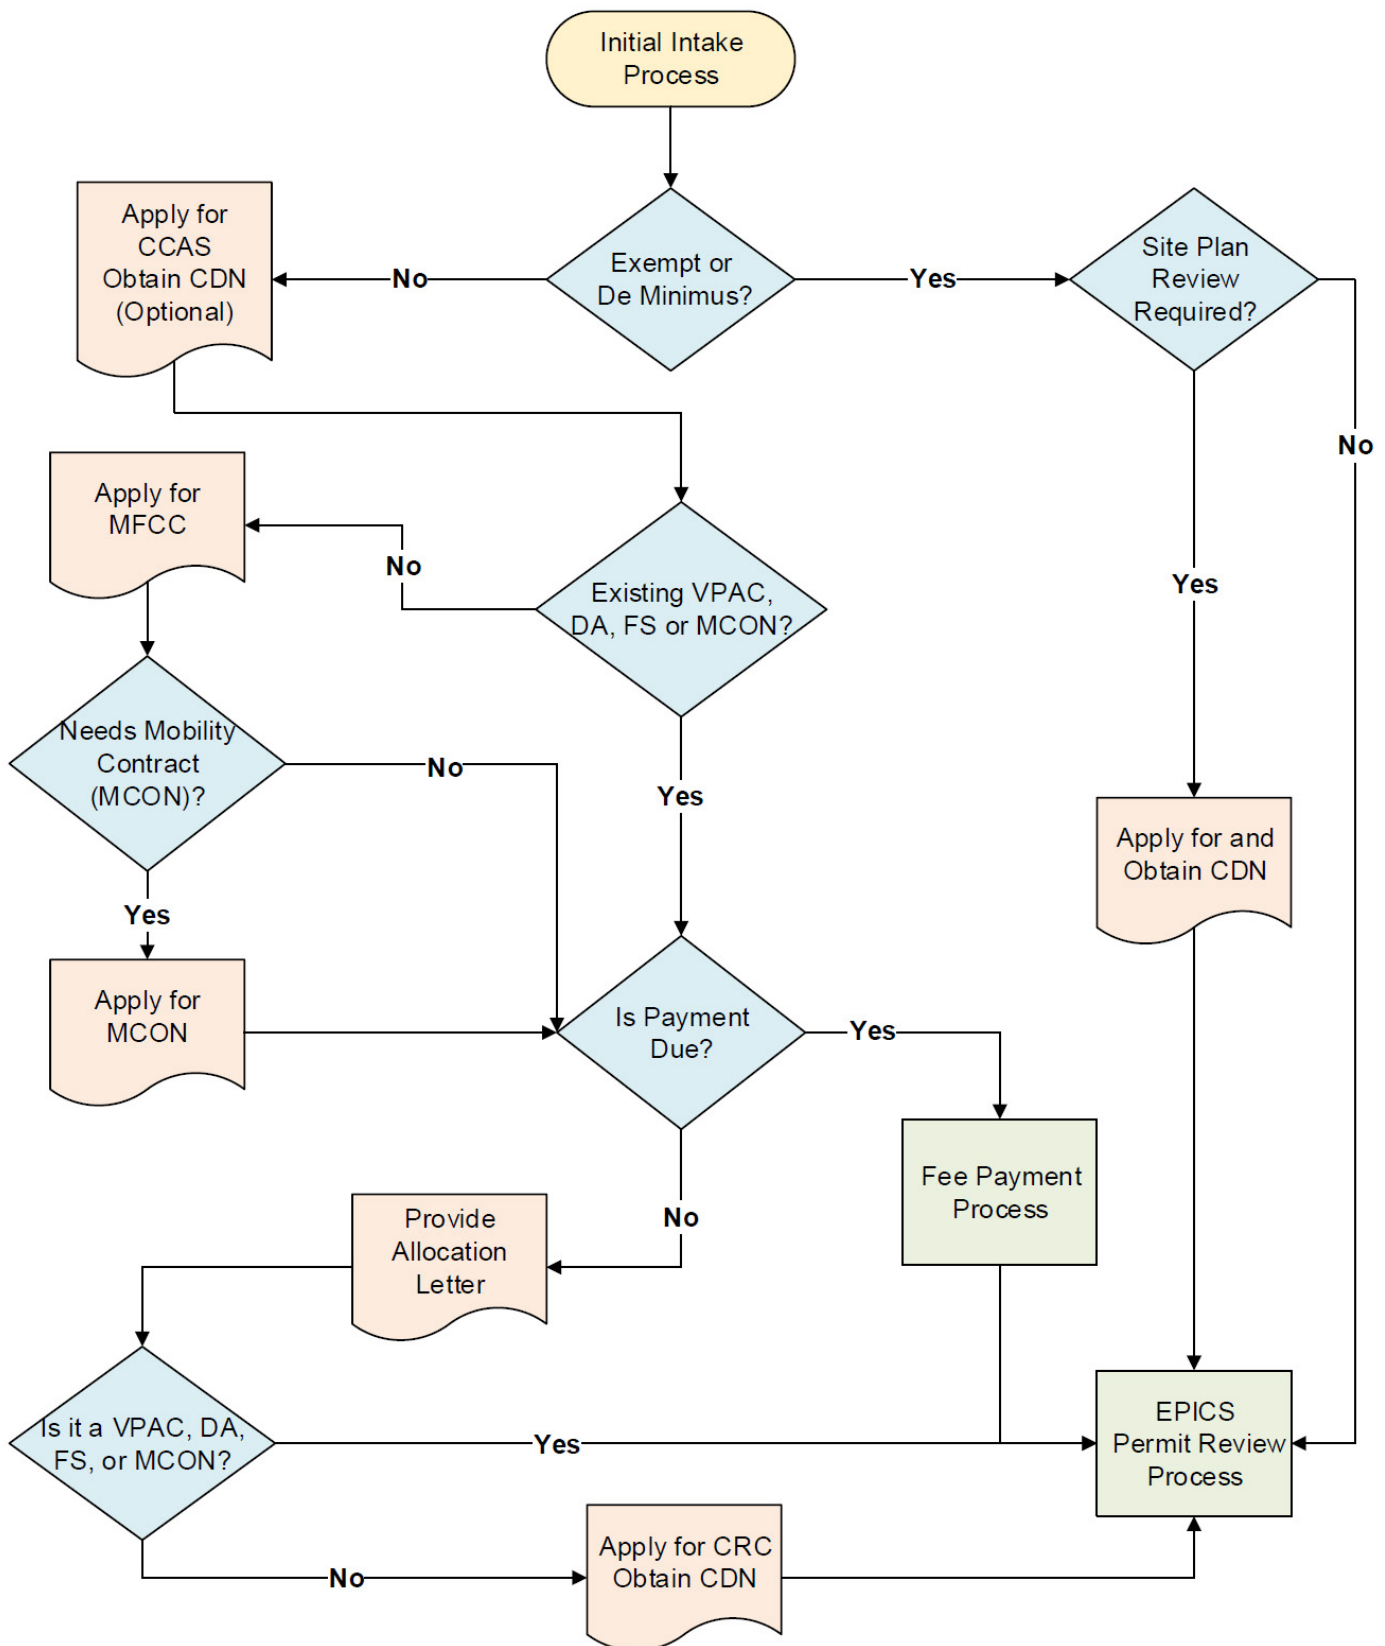 Initial Intake
Process
Apply for
CCAS
Obtain CDN
(Optional)
No
Exempt or
De Minimus?
Yes
Site Plan
Review
Required?
No
Apply for
MFCC
No
Existing VPAC,
DA, FS or MCON?
Yes
Needs Mobility
Contract
(MCON)?
No
Yes
Apply for and
Obtain CDN
Yes
Apply for
MCON
Is Payment
Due?
Yes
Fee Payment
Process
No
Provide
Allocation
Letter
Is it a VPAC, DA,
FS, or MCON?
Yes
EPICS
Permit Review
Process
No
Apply for CRC
Obtain CDN